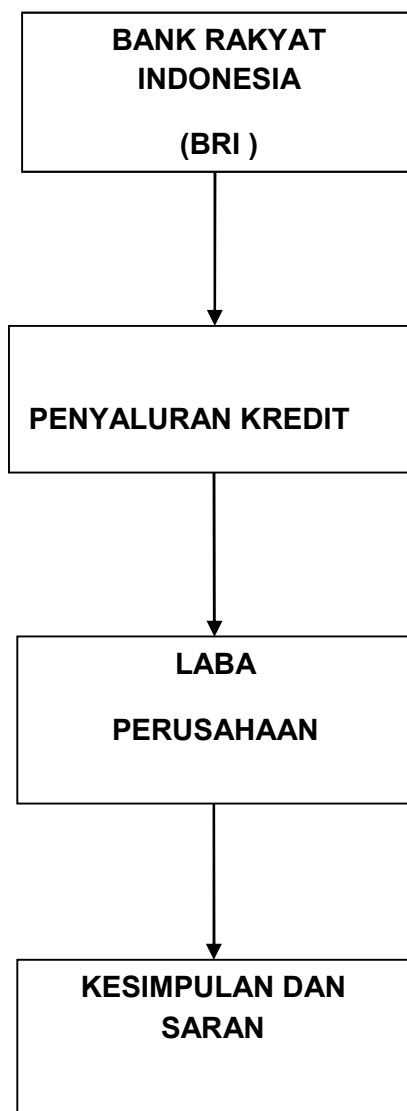 BANK RAKYAT
INDONESIA
(BRI )
PENYALURAN KREDIT
LABA
PERUSAHAAN
KESIMPULAN DAN
SARAN